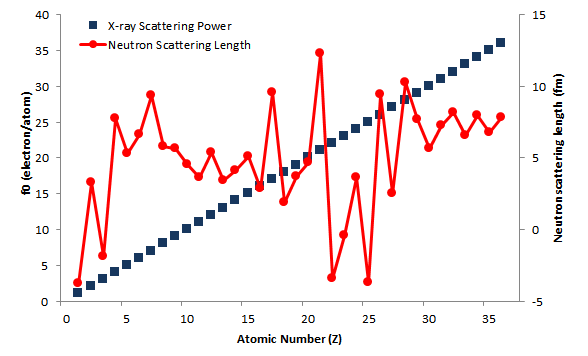 X-ray Scattering Power
Neutron Scattering Length
40
35
30
25
20
15
10
5
0
f0 (electron/atom)
15
10
5
0
-5
Neutron scattering length (fm)
0 5 10 15 20 25 30 35
Atomic Number (Z)